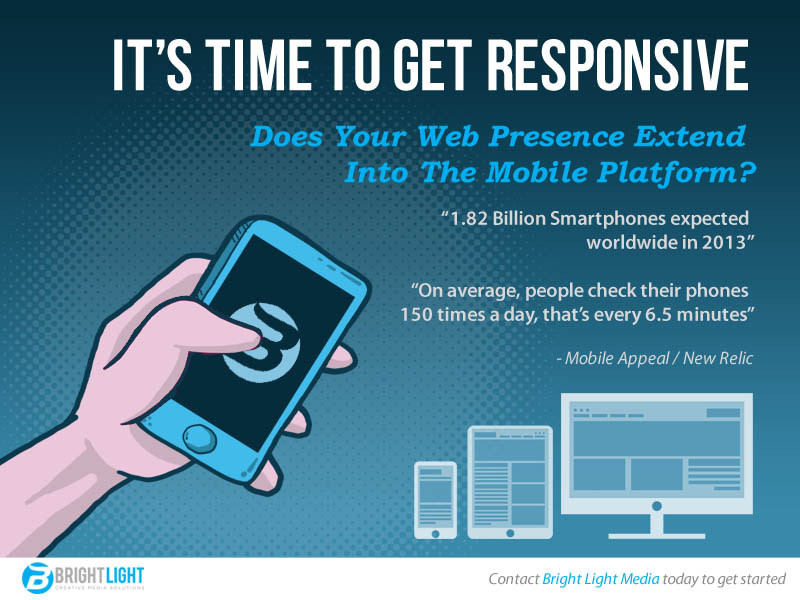 IT'S TIME TO GET RESPONSIVE
Does Your Web Presence Extend
Into The Mobile Platform?
“1.82 Billion Smartphones expected
worldwide in 2013”
“On average, people check their phones
150 times a day, that's every 6.5 minutes”
- Mobile Appeal / New Relic
BRIGHTLIGHT
CREATIVE MEDIA SOLUTIONS
Contact Bright Light Media today to get started